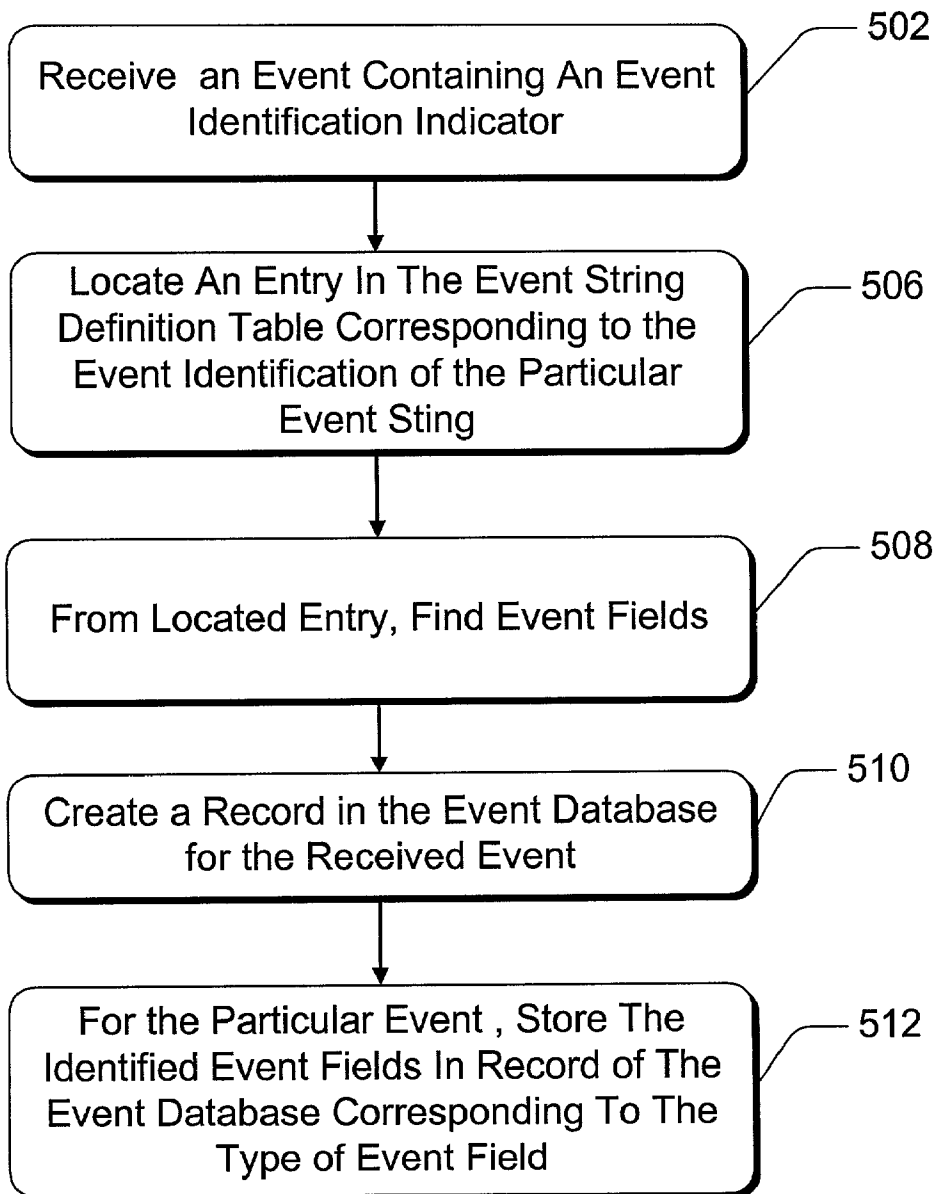 502
Receive an Event Containing An Event
Identification Indicator
506
Locate An Entry In The Event String
Definition Table Corresponding to the
Event Identification of the Particular
Event Sting
508
From Located Entry, Find Event Fields
510
Create a Record in the Event Database
for the Received Event
512
For the Particular Event , Store The
Identified Event Fields In Record of The
Event Database Corresponding To The
Type of Event Field